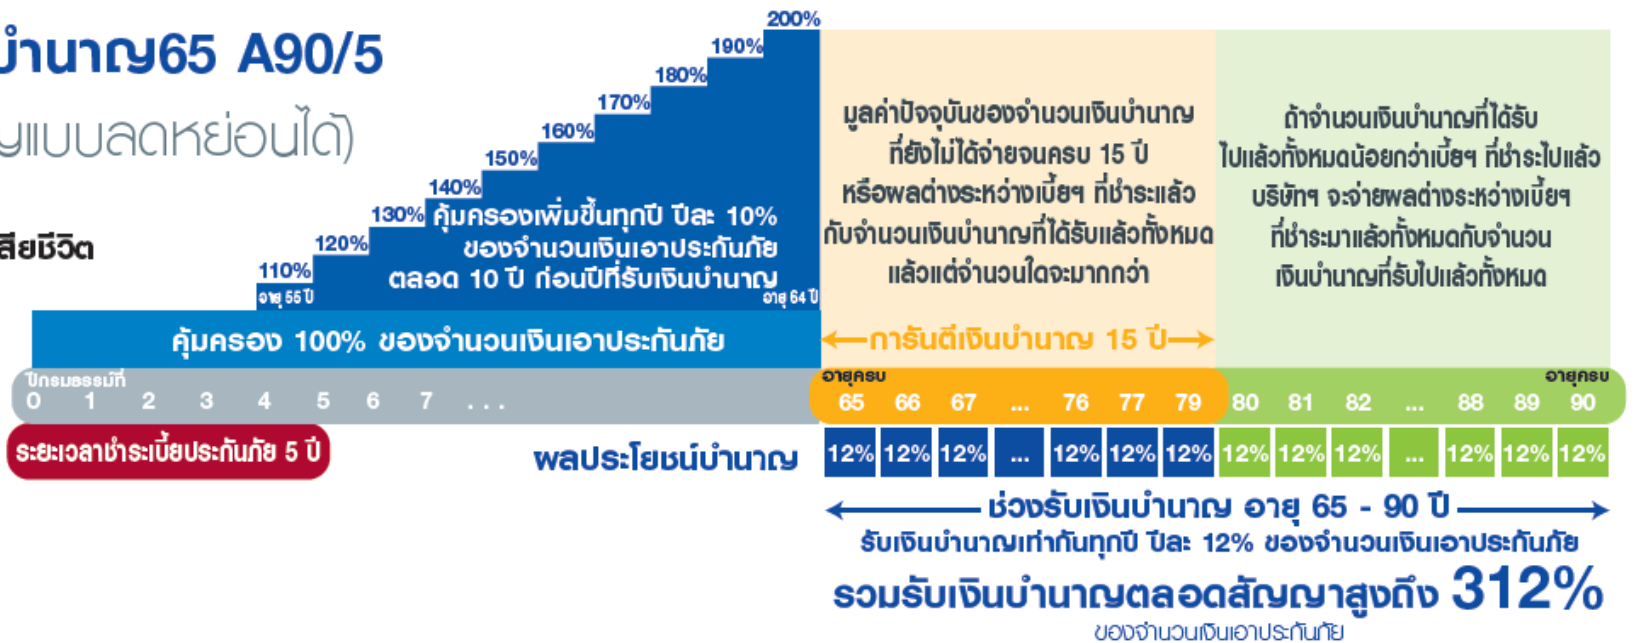 บำนาญ65 A90/5
ญแบบลดหย่อนได้)
สียชีวิต
200%
190%
180%
170%
160%
150%
140%
130%
120%
110%
อายุ 55 ปี
คุ้มครองเพิ่มขึ้นทุกปี ปีละ 10%
ของจำนวนเงินเอาประกันภัย
ตลอด 10 ปี ก่อนปีที่รับเงินบำนาญ
อายุ 64 ปี
คุ้มครอง 100% ของจำนวนเงินเอาประกันภัย
มูลค่าปัจจุบันของจำนวนเงินบำนาญ
ที่ยังไม่ได้จ่ายจนครบ 15 ปี
หรือผลต่างระหว่างเบี้ยฯ ที่ชำระแล้ว
กับจำนวนเงินบำนาญที่ได้รับแล้วทั้งหมด
แล้วแต่จำนวนใดจะมากกว่า
การันตีเงินบำนาญ 15 ปี
ถ้าจำนวนเงินบำนาญที่ได้รับ
ไปแล้วทั้งหมดน้อยกว่าเบี้ยฯ ที่ชำระไปแล้ว
บริษัทฯ จะจ่ายผลต่างระหว่างเบี้ยฯ
ที่ชำระมาแล้วทั้งหมดกับจำนวน
เงินบำนาญที่รับไปแล้วทั้งหมด
ปีกรมธรรม์ที่
0 1 2 3 4 5 6 7 ...
อายุครบ
อายุครบ
65 66 67 ... 76 77 79 80 81 82 ... 88 89 90
ระยะเวลาชำระเบี้ยประกันภัย 5 ปี
ผลประโยชน์บำนาญ
12% 12% 12% ... 12% 12% 12% 12% 12% 12% ... 12% 12% 12%
ช่วงรับเงินบำนาญ อายุ 65 - 90 ปี
รับเงินบำนาญเท่ากันทุกปี ปีละ 12% ของจำนวนเงินเอาประกันภัย
รวมรับเงินบำนาญตลอดสัญญาสูงถึง 312%
ของจำนวนเงินเอาประกันภัย